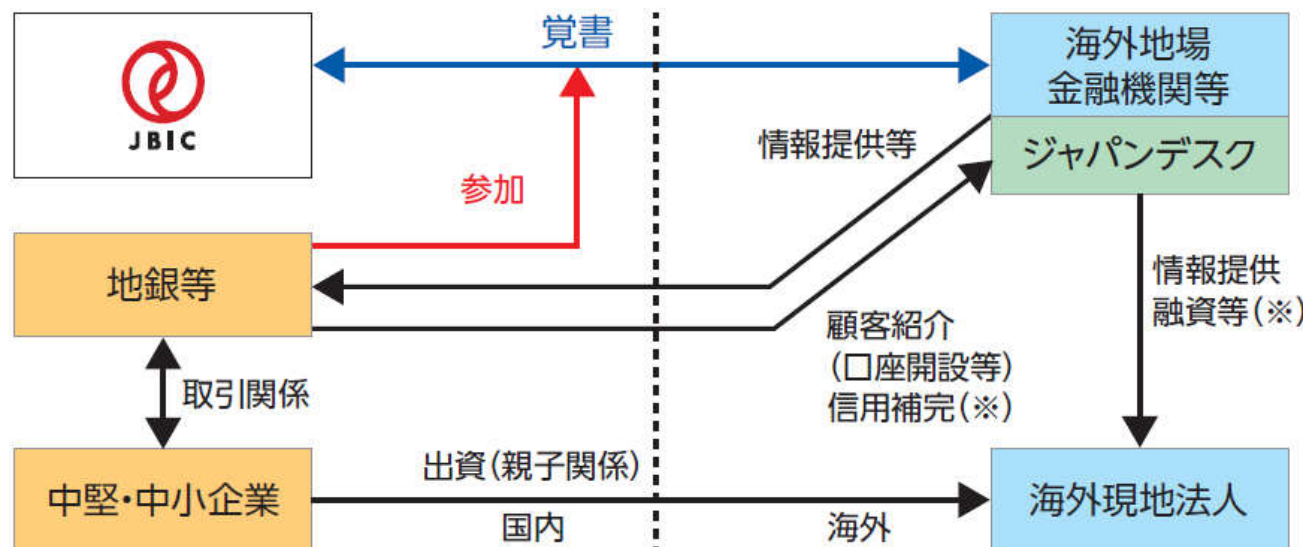 覚書
JBIC
海外地場
金融機関等
ジャパンデスク
情報提供等
参加
地銀等
情報提供
融資等(※)
顧客紹介
(口座開設等)
信用補完(※)
取引関係
中堅・中小企業
出資(親子関係)
国内
海外
海外現地法人